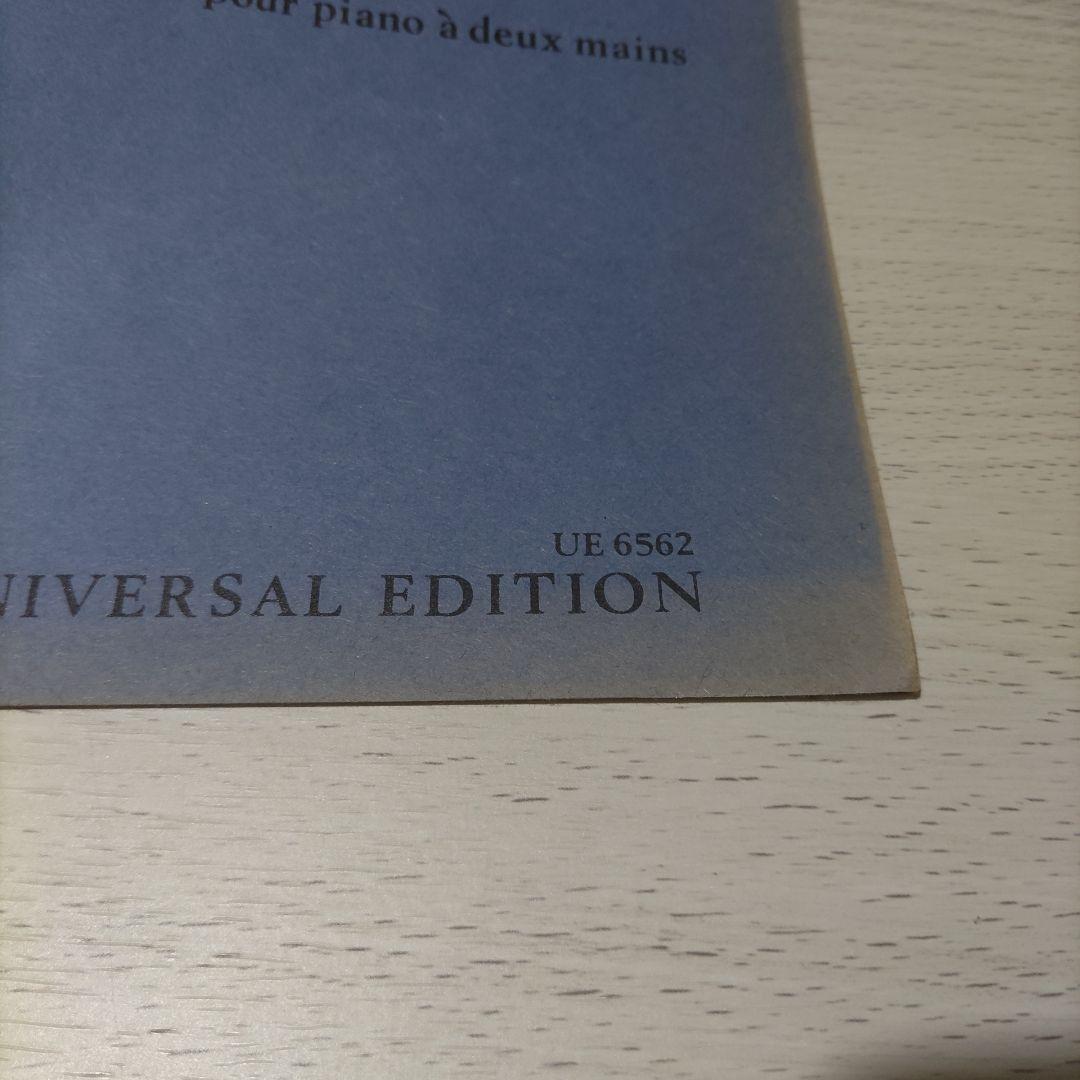 pour piano à deux mains
UE 6562
NIVERSAL EDITION